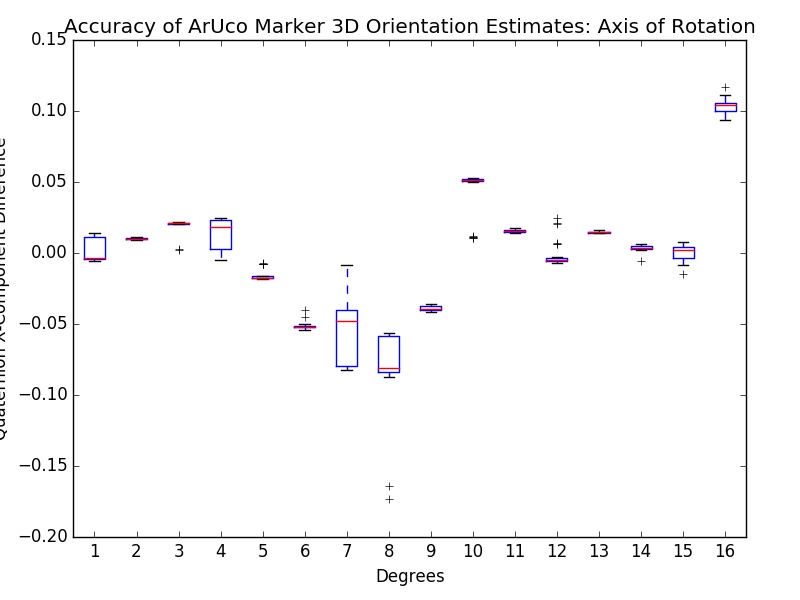 Accuracy of ArUco Marker 3D Orientation Estimates: Axis of Rotation
Quaternion X-Component Difference
0.15
0.10
0.05
0.00
−0.05
−0.10
−0.15
−0.20
1 2 3 4 5 6 7 8 9 10 11 12 13 14 15 16
Degrees